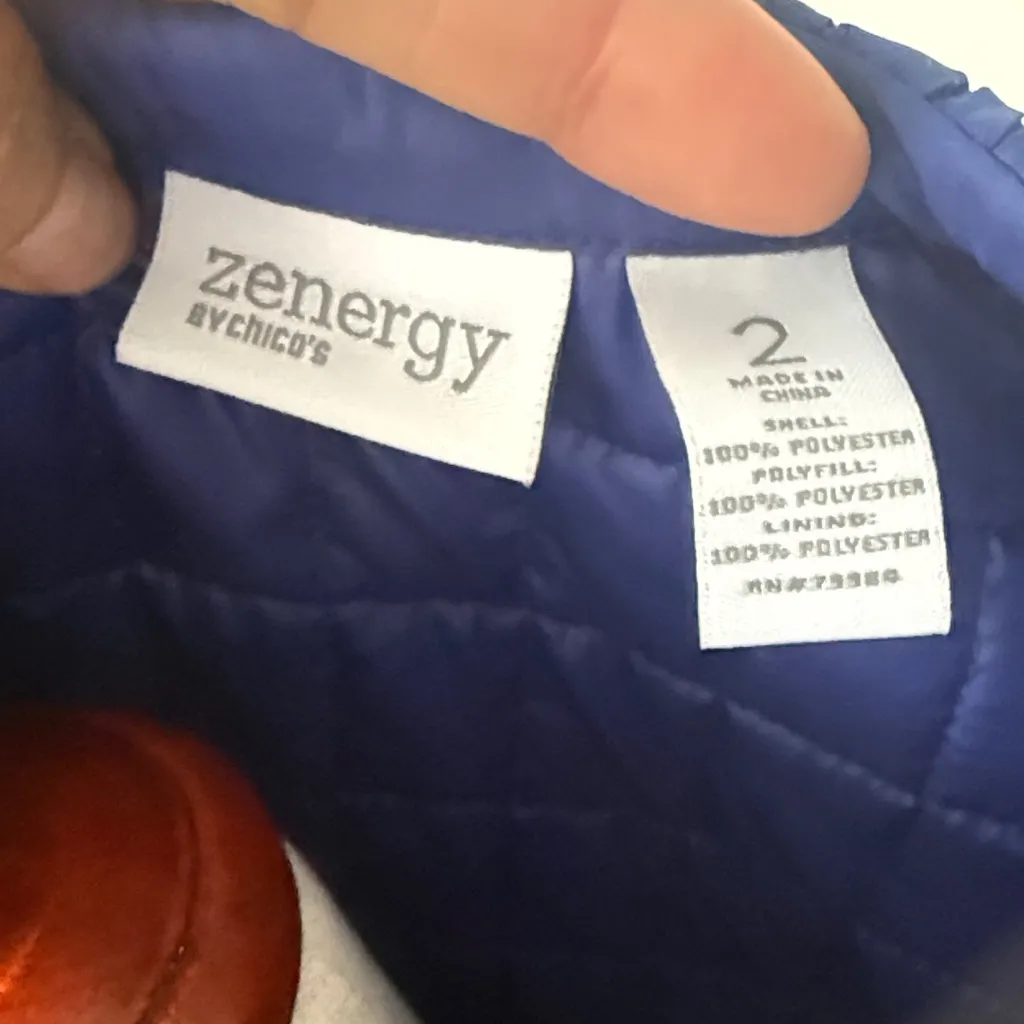 zenergy
BY CHICO'S
2
MADE IN
CHINA
SHELL:
100% POLYESTER
POLYFILL:
100% POLYESTER
LINING:
100% POLYESTER